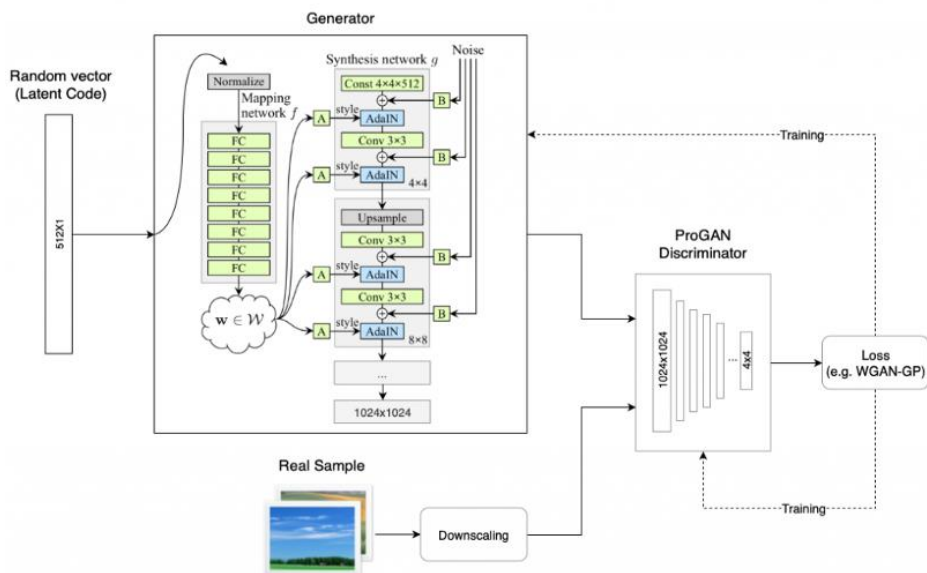 Generator
Random vector
(Latent Code)
512X1
Normalize
Mapping
network f
FC
FC
FC
FC
FC
FC
FC
FC
w ∈ W
Synthesis network g
Noise
Const 4×4×512
B
A
style
AdaIN
Conv 3×3
B
A
style
AdaIN
4×4
Upsample
Conv 3×3
B
A
style
AdaIN
Conv 3×3
B
A
style
AdaIN
8×8
...
1024x1024
Training
ProGAN
Discriminator
1024x1024
...
4x4
Loss
(e.g. WGAN-GP)
Training
Real Sample
Downscaling